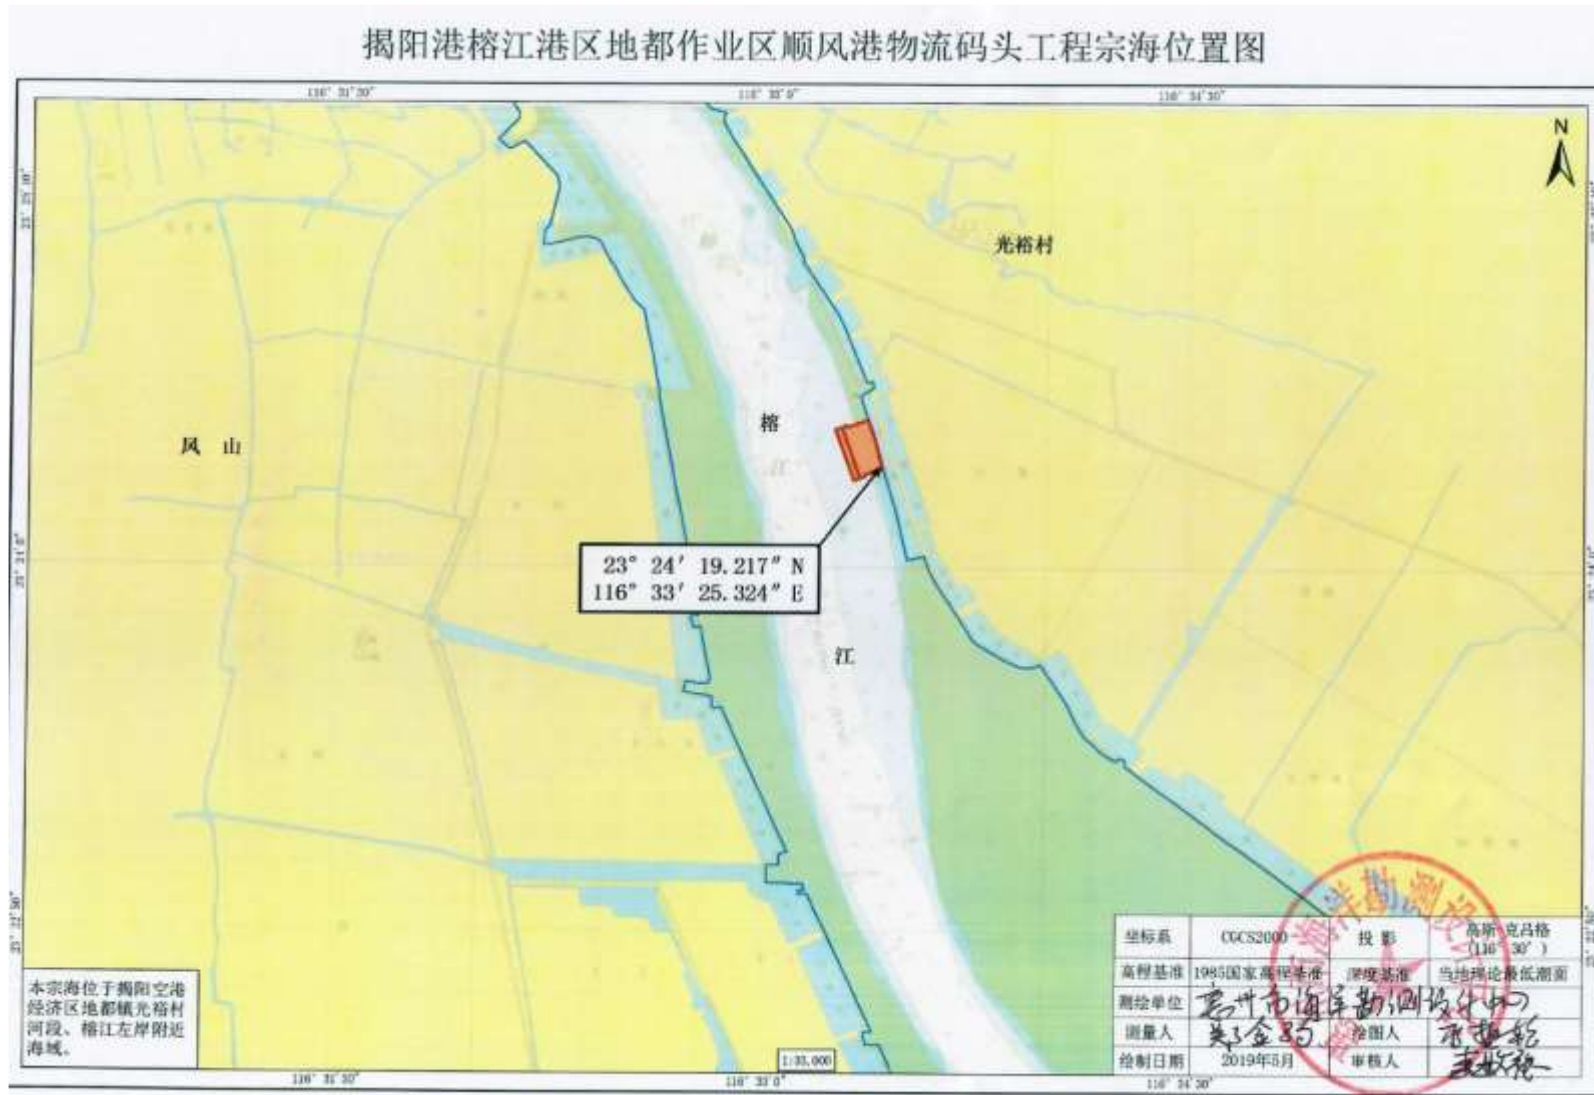 揭阳港榕江港区地都作业区顺风港物流码头工程宗海位置图
116° 31′30″
116° 33′0″
116° 34′30″
N
光裕村
榕
凤 山
23° 24′ 19.217″ N
116° 33′ 25.324″ E
江
本宗海位于揭阳空港
经济区地都镇光裕村
河段、榕江左岸附近
海域。
坐标系 CGCS2000 投影 高斯-克吕格
(116°30′)
高程基准 1985国家高程基准 深度基准 当地理论最低潮面
测绘单位
测量人 绘图人
绘制日期 2019年5月 审核人
116° 31′30″
116° 33′0″
116° 34′30″